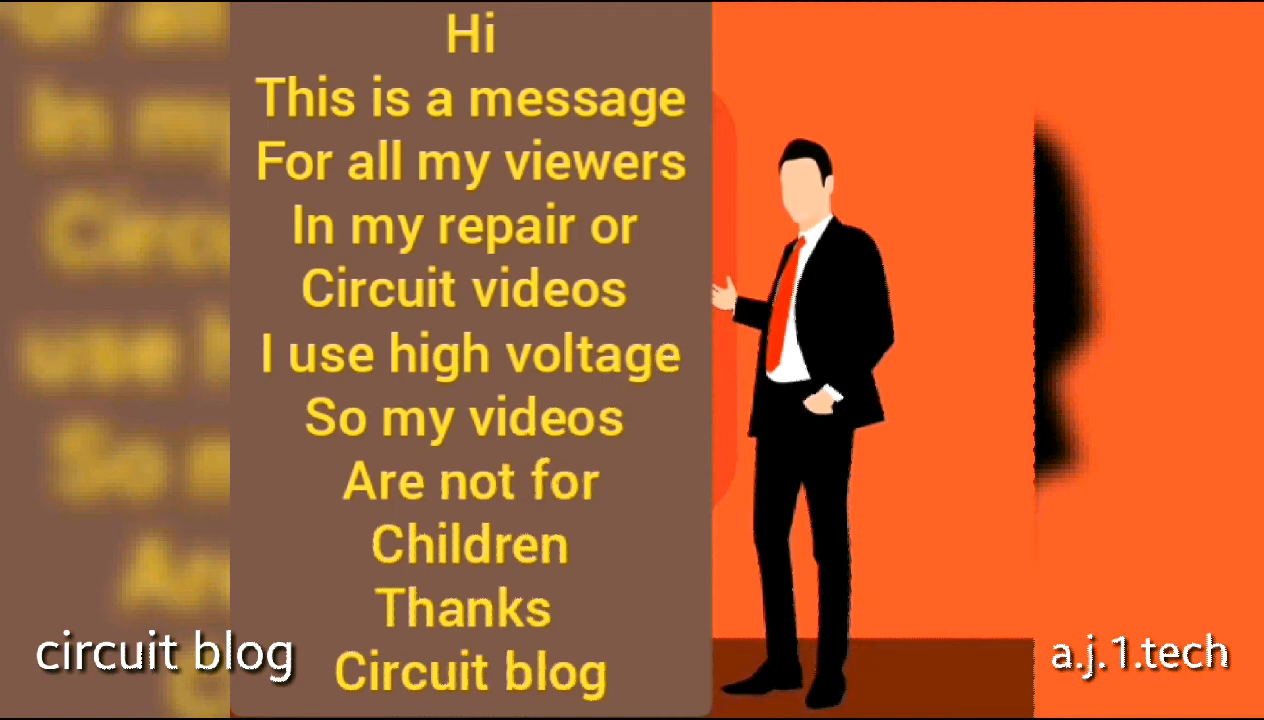 Hi
This is a message
For all my viewers
In my repair or
Circuit videos
I use high voltage
So my videos
Are not for
Children
Thanks
Circuit blog
circuit blog
a.j.1.tech